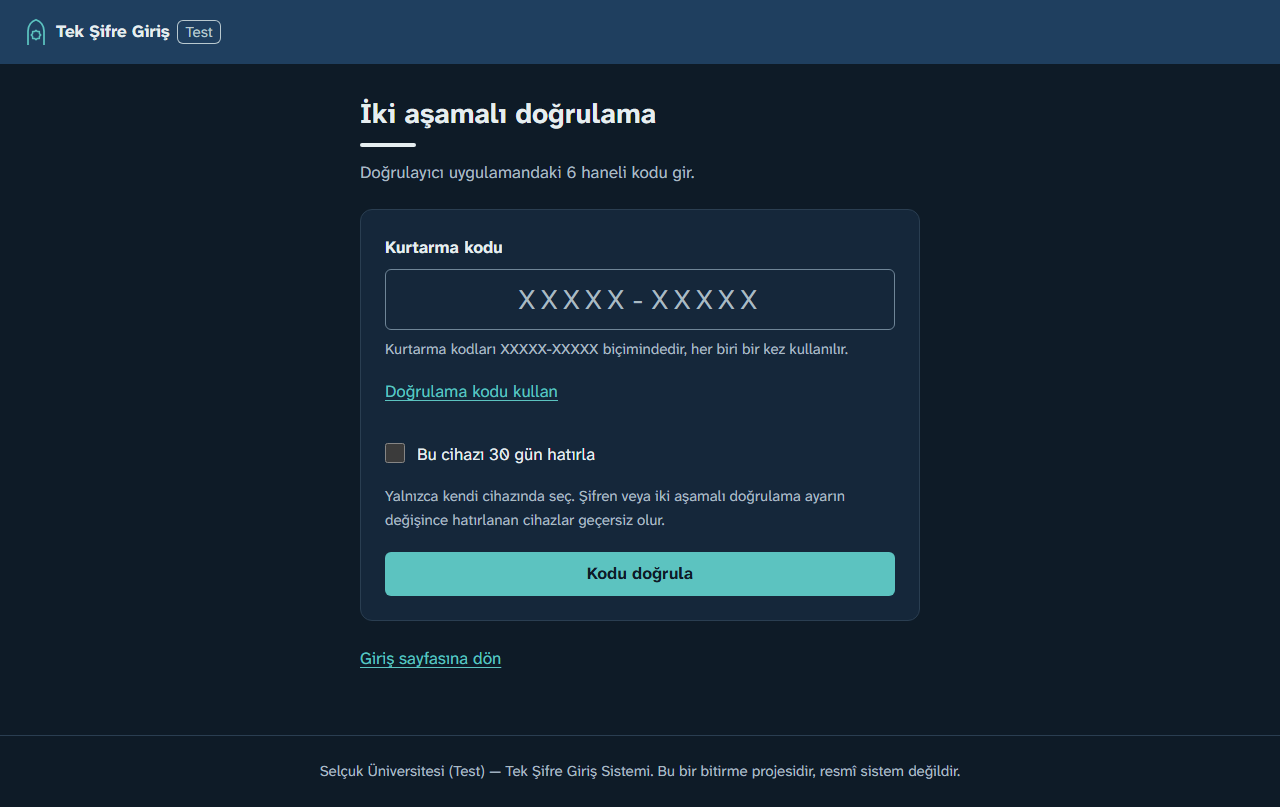 Tek Şifre Giriş Test
İki aşamalı doğrulama
Doğrulayıcı uygulamandaki 6 haneli kodu gir.
Kurtarma kodu
XXXXX-XXXXX
Kurtarma kodları XXXXX-XXXXX biçimindedir, her biri bir kez kullanılır.
Doğrulama kodu kullan
Bu cihazı 30 gün hatırla
Yalnızca kendi cihazında seç. Şifren veya iki aşamalı doğrulama ayarın
değişince hatırlanan cihazlar geçersiz olur.
Kodu doğrula
Giriş sayfasına dön
Selçuk Üniversitesi (Test) — Tek Şifre Giriş Sistemi. Bu bir bitirme projesidir, resmî sistem değildir.